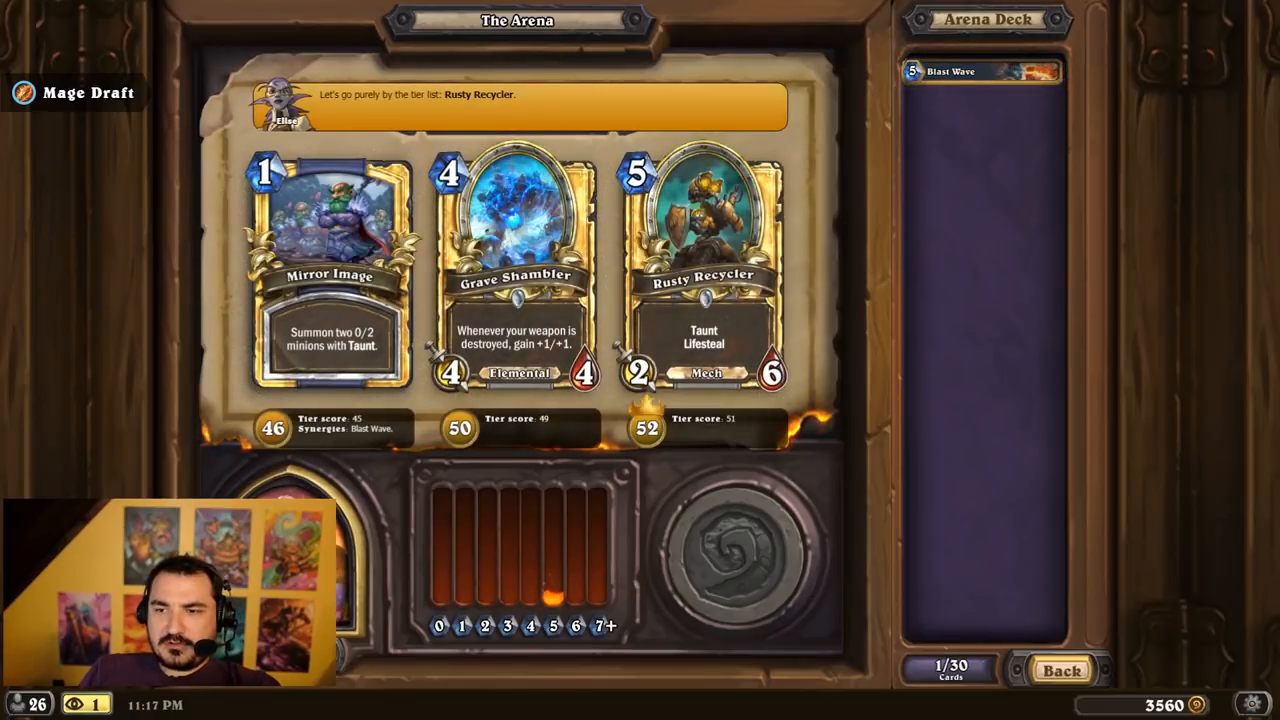 The Arena
Arena Deck
5 Blast Wave
Mage Draft
Let's go purely by the tier list: Rusty Recycler.
Elise
1
Mirror Image
Summon two 0/2
minions with Taunt.
4
Grave Shambler
Whenever your weapon is
destroyed, gain +1/+1.
4 Elemental 4
5
Rusty Recycler
Taunt
Lifesteal
2 Mech 6
46
Tier score: 45
Synergies: Blast Wave.
50 Tier score: 49
52 Tier score: 51
0 1 2 3 4 5 6 7+
1/30
Cards
Back
26 1 11:17 PM
3560